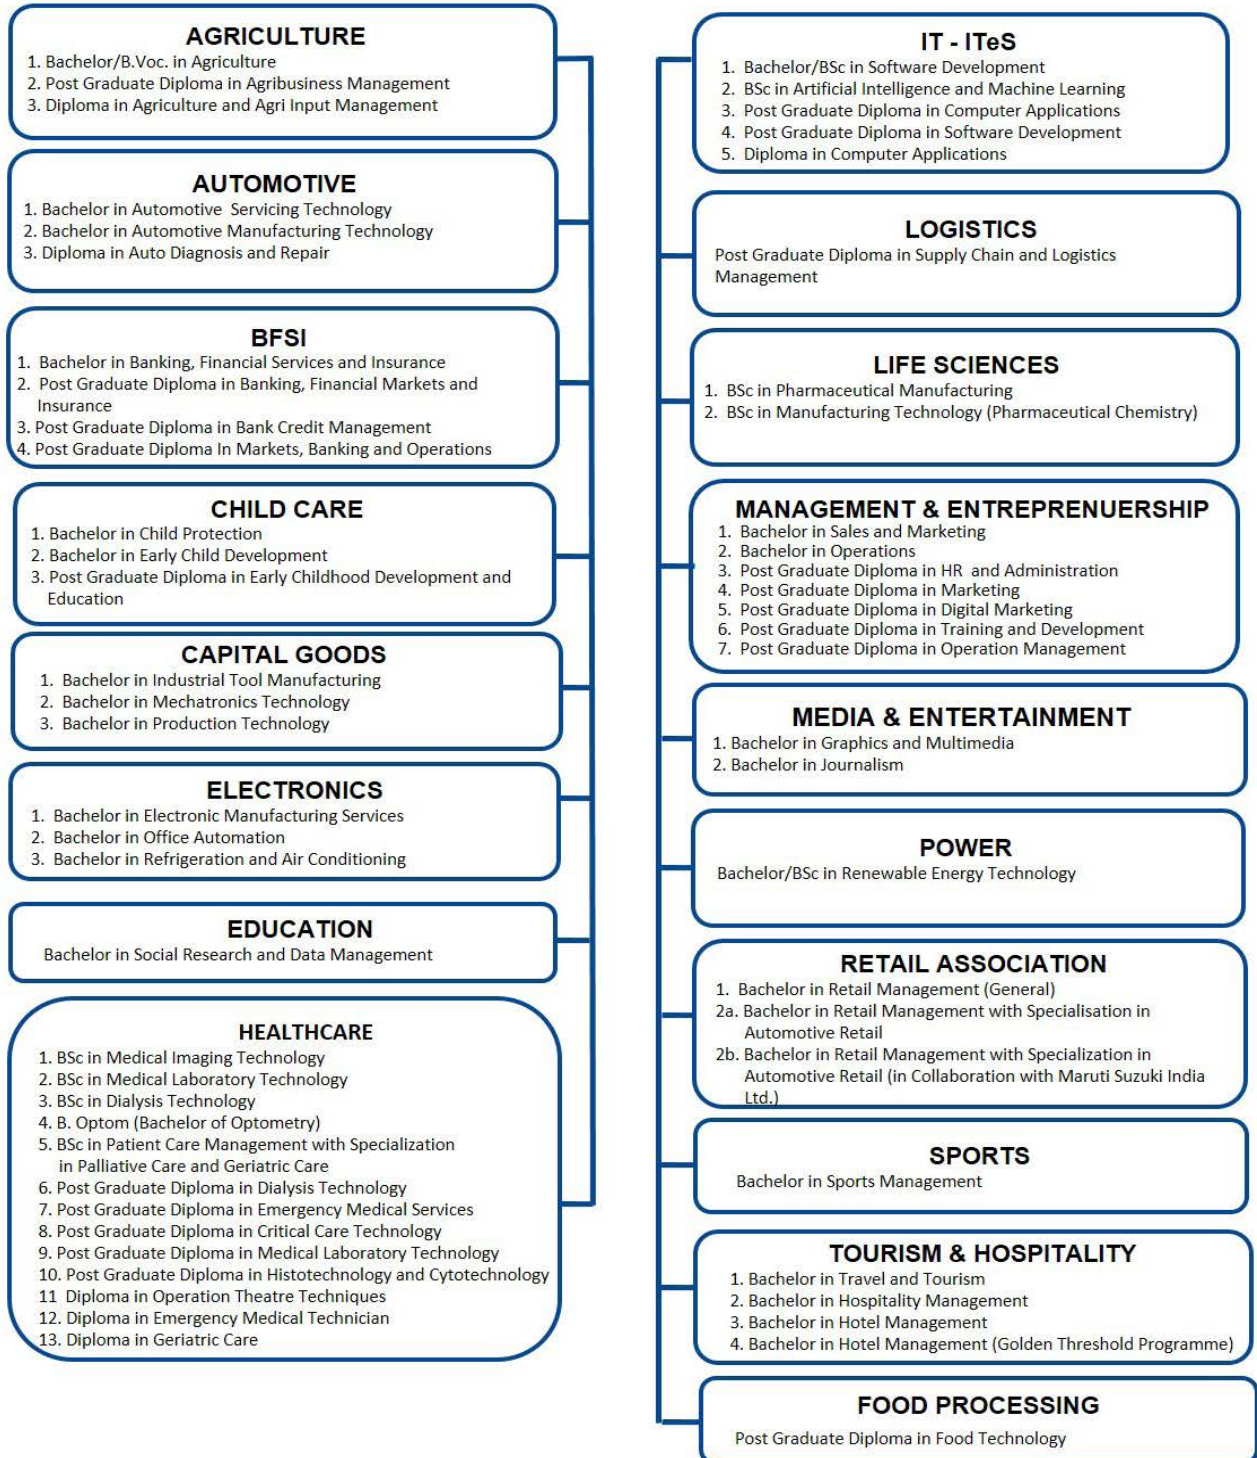 AGRICULTURE
1. Bachelor/B.Voc. in Agriculture
2. Post Graduate Diploma in Agribusiness Management
3. Diploma in Agriculture and Agri Input Management
AUTOMOTIVE
1. Bachelor in Automotive Servicing Technology
2. Bachelor in Automotive Manufacturing Technology
3. Diploma in Auto Diagnosis and Repair
BFSI
1. Bachelor in Banking, Financial Services and Insurance
2. Post Graduate Diploma in Banking, Financial Markets and
Insurance
3. Post Graduate Diploma in Bank Credit Management
4. Post Graduate Diploma In Markets, Banking and Operations
CHILD CARE
1. Bachelor in Child Protection
2. Bachelor in Early Child Development
3. Post Graduate Diploma in Early Childhood Development and
Education
CAPITAL GOODS
1. Bachelor in Industrial Tool Manufacturing
2. Bachelor in Mechatronics Technology
3. Bachelor in Production Technology
ELECTRONICS
1. Bachelor in Electronic Manufacturing Services
2. Bachelor in Office Automation
3. Bachelor in Refrigeration and Air Conditioning
EDUCATION
Bachelor in Social Research and Data Management
HEALTHCARE
1. BSc in Medical Imaging Technology
2. BSc in Medical Laboratory Technology
3. BSc in Dialysis Technology
4. B. Optom (Bachelor of Optometry)
5. BSc in Patient Care Management with Specialization
in Palliative Care and Geriatric Care
6. Post Graduate Diploma in Dialysis Technology
7. Post Graduate Diploma in Emergency Medical Services
8. Post Graduate Diploma in Critical Care Technology
9. Post Graduate Diploma in Medical Laboratory Technology
10. Post Graduate Diploma in Histotechnology and Cytotechnology
11 Diploma in Operation Theatre Techniques
12. Diploma in Emergency Medical Technician
13. Diploma in Geriatric Care
IT - ITeS
1. Bachelor/BSc in Software Development
2. BSc in Artificial Intelligence and Machine Learning
3. Post Graduate Diploma in Computer Applications
4. Post Graduate Diploma in Software Development
5. Diploma in Computer Applications
LOGISTICS
Post Graduate Diploma in Supply Chain and Logistics
Management
LIFE SCIENCES
1. BSc in Pharmaceutical Manufacturing
2. BSc in Manufacturing Technology (Pharmaceutical Chemistry)
MANAGEMENT & ENTREPRENUERSHIP
1. Bachelor in Sales and Marketing
2. Bachelor in Operations
3. Post Graduate Diploma in HR and Administration
4. Post Graduate Diploma in Marketing
5. Post Graduate Diploma in Digital Marketing
6. Post Graduate Diploma in Training and Development
7. Post Graduate Diploma in Operation Management
MEDIA & ENTERTAINMENT
1. Bachelor in Graphics and Multimedia
2. Bachelor in Journalism
POWER
Bachelor/BSc in Renewable Energy Technology
RETAIL ASSOCIATION
1. Bachelor in Retail Management (General)
2a. Bachelor in Retail Management with Specialisation in
Automotive Retail
2b. Bachelor in Retail Management with Specialization in
Automotive Retail (in Collaboration with Maruti Suzuki India
Ltd.)
SPORTS
Bachelor in Sports Management
TOURISM & HOSPITALITY
1. Bachelor in Travel and Tourism
2. Bachelor in Hospitality Management
3. Bachelor in Hotel Management
4. Bachelor in Hotel Management (Golden Threshold Programme)
FOOD PROCESSING
Post Graduate Diploma in Food Technology